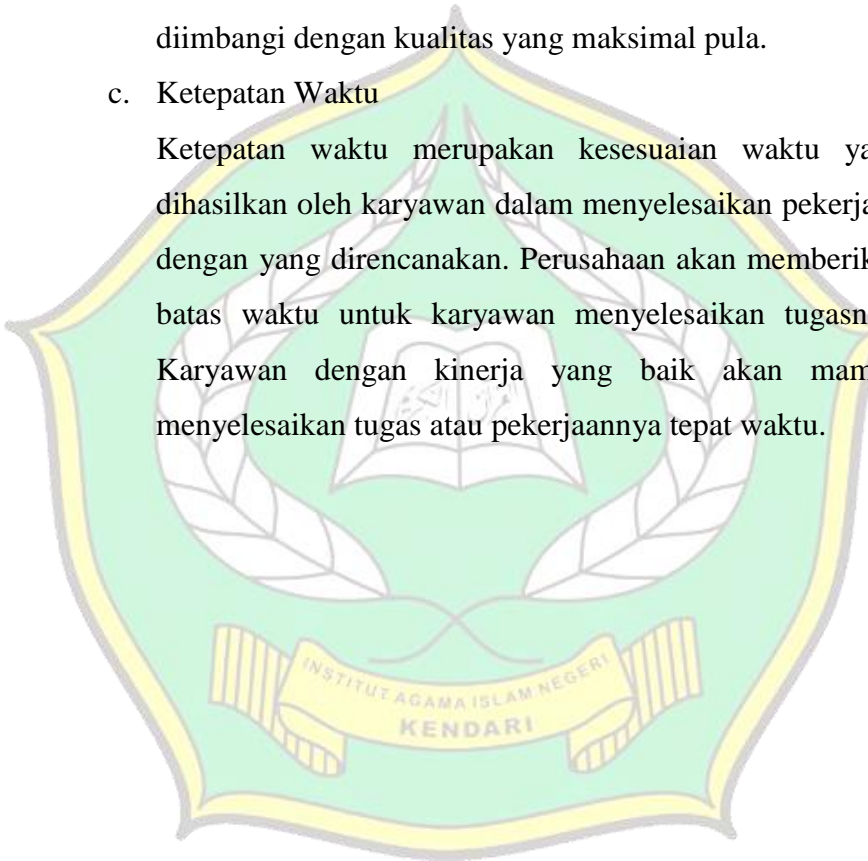 diimbangi dengan kualitas yang maksimal pula.
c. Ketepatan Waktu
Ketepatan waktu merupakan kesesuaian waktu ya
dihasilkan oleh karyawan dalam menyelesaikan pekerja
dengan yang direncanakan. Perusahaan akan memberik
batas waktu untuk karyawan menyelesaikan tugasn
Karyawan dengan kinerja yang baik akan mam
menyelesaikan tugas atau pekerjaannya tepat waktu.
INSTITUT AGAMA ISLAM NEGERI
KENDARI